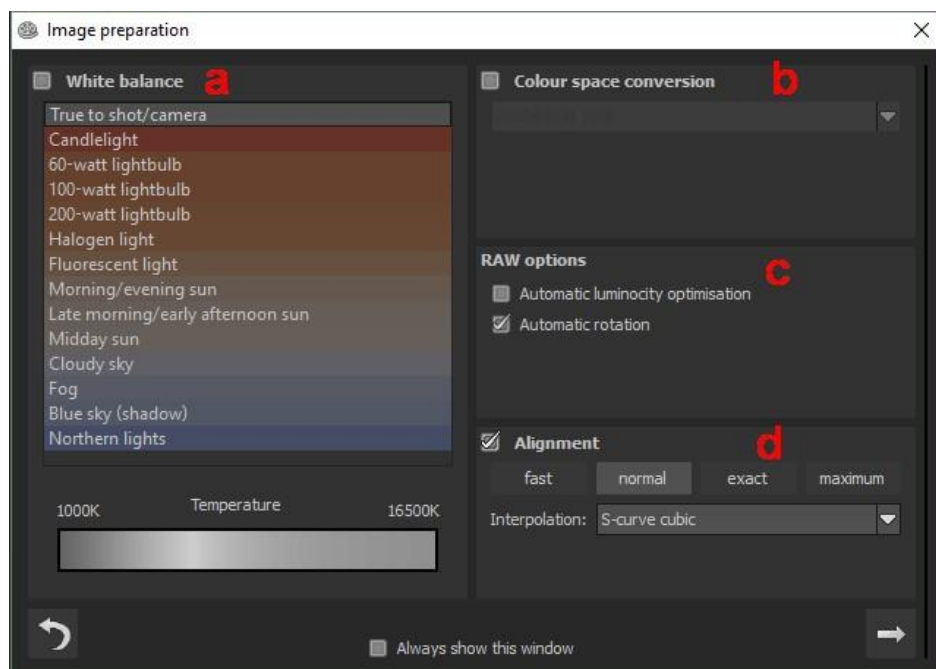 Image preparation
White balance a
True to shot/camera
Candlelight
60-watt lightbulb
100-watt lightbulb
200-watt lightbulb
Halogen light
Fluorescent light
Morning/evening sun
Late morning/early afternoon sun
Midday sun
Cloudy sky
Fog
Blue sky (shadow)
Northern lights
1000K Temperature 16500K
Colour space conversion b
RAW options c
Automatic luminocity optimisation
Automatic rotation
Alignment d
fast normal exact maximum
Interpolation: S-curve cubic
Always show this window